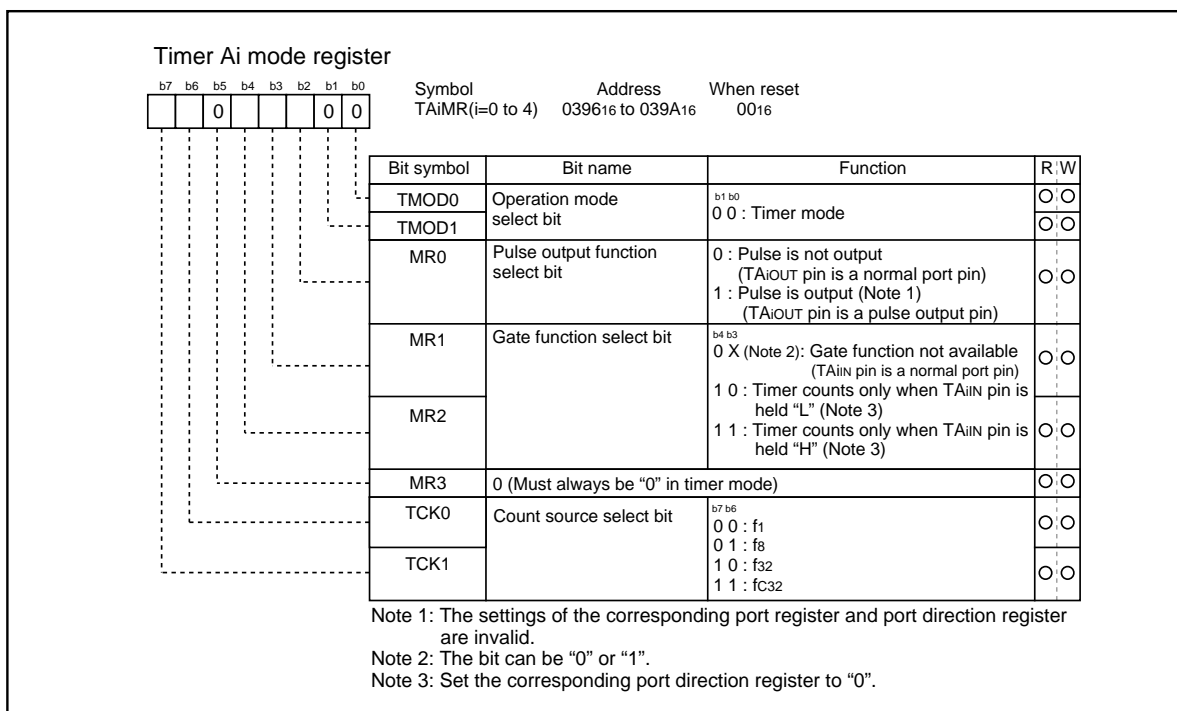 Timer Ai mode register
b7 b6 b5 b4 b3 b2 b1 b0
0 0 0
Symbol Address When reset
TAiMR(i=0 to 4) 039616 to 039A16 0016
Bit symbol Bit name Function R W
TMOD0 Operation mode select bit b1 b0
TMOD1 0 0 : Timer mode
MR0 Pulse output function select bit 0 : Pulse is not output
(TAiOUT pin is a normal port pin)
1 : Pulse is output (Note 1)
(TAiOUT pin is a pulse output pin)
MR1 Gate function select bit b4 b3
0 X (Note 2): Gate function not available
(TAiIN pin is a normal port pin)
1 0 : Timer counts only when TAiIN pin is
MR2 held “L” (Note 3)
1 1 : Timer counts only when TAiIN pin is
held “H” (Note 3)
MR3 0 (Must always be “0” in timer mode)
TCK0 Count source select bit b7 b6
0 0 : f1
0 1 : f8
TCK1 1 0 : f32
1 1 : fC32
Note 1: The settings of the corresponding port register and port direction register
are invalid.
Note 2: The bit can be “0” or “1”.
Note 3: Set the corresponding port direction register to “0”.